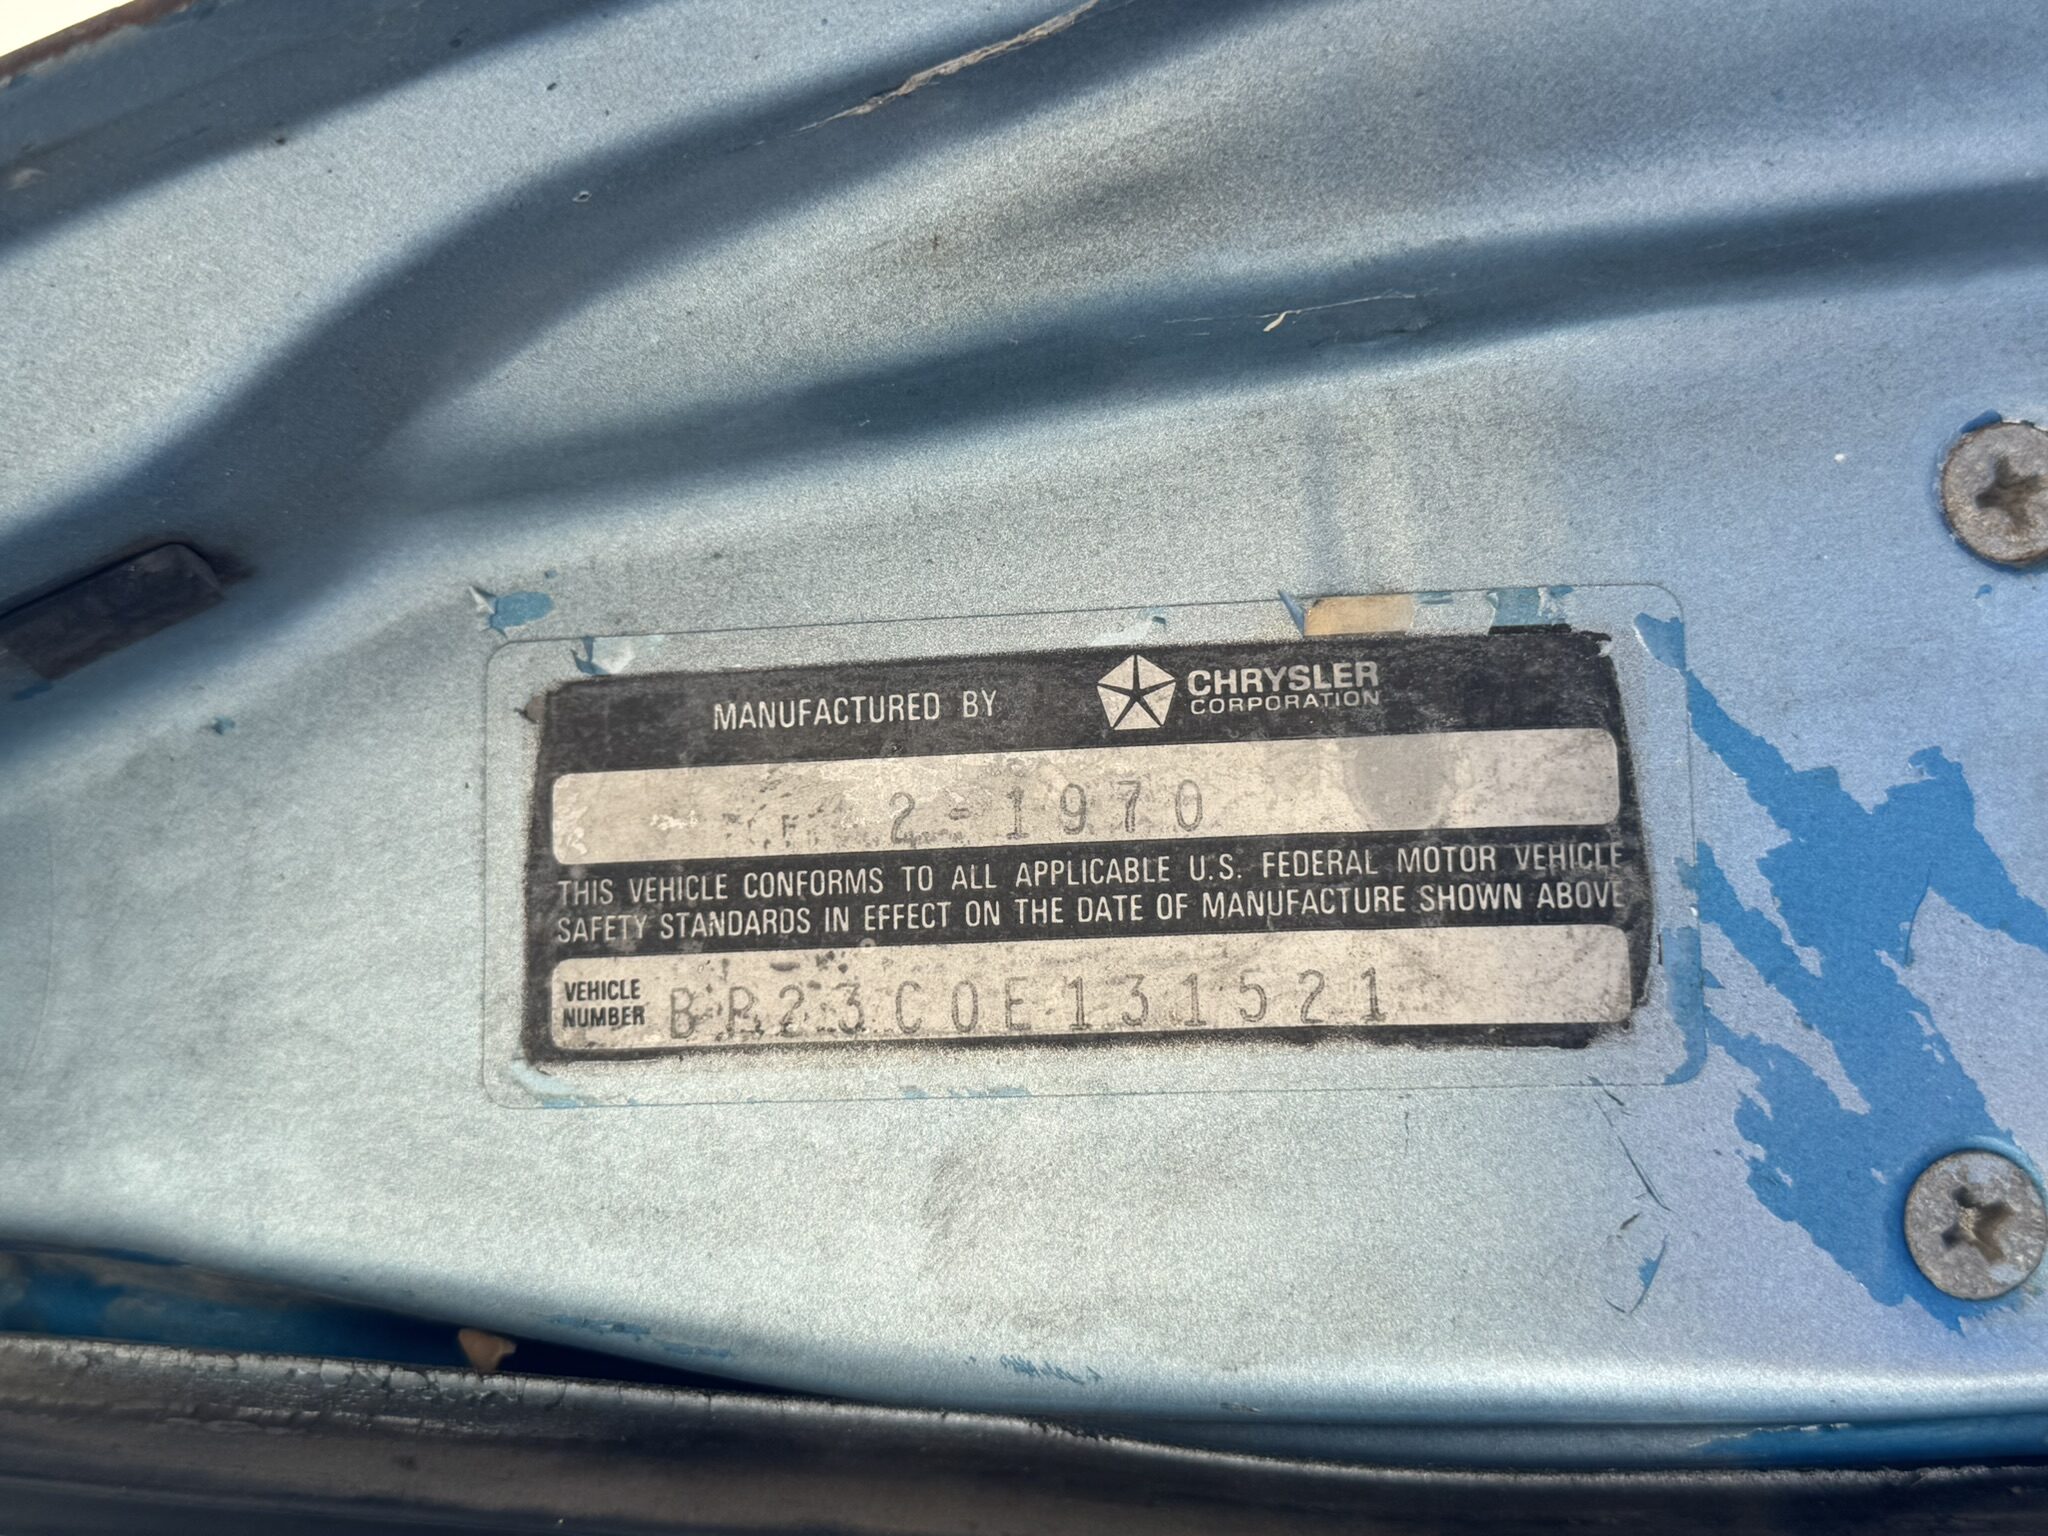 MANUFACTURED BY CHRYSLER CORPORATION
2-1970
THIS VEHICLE CONFORMS TO ALL APPLICABLE U.S. FEDERAL MOTOR VEHICLE
SAFETY STANDARDS IN EFFECT ON THE DATE OF MANUFACTURE SHOWN ABOVE
VEHICLE NUMBER BP23C0E131521